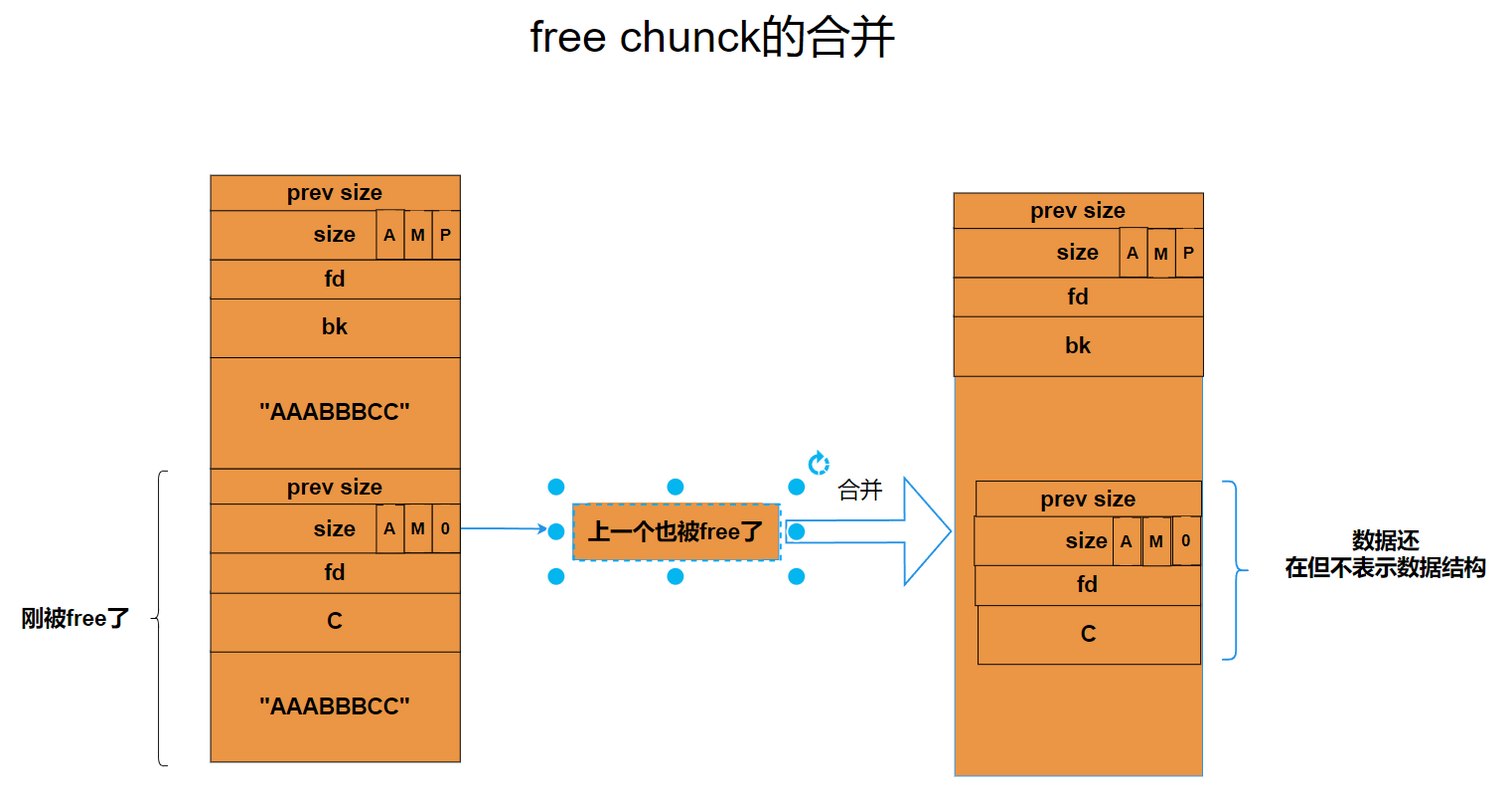 free chunck的合并
prev size
size A M P
fd
bk
"AAABBBCC"
prev size
size A M 0
fd
C
"AAABBBCC"
刚被free了
上一个也被free了
合并
prev size
size A M P
fd
bk
prev size
size A M 0
fd
C
数据还
在但不表示数据结构